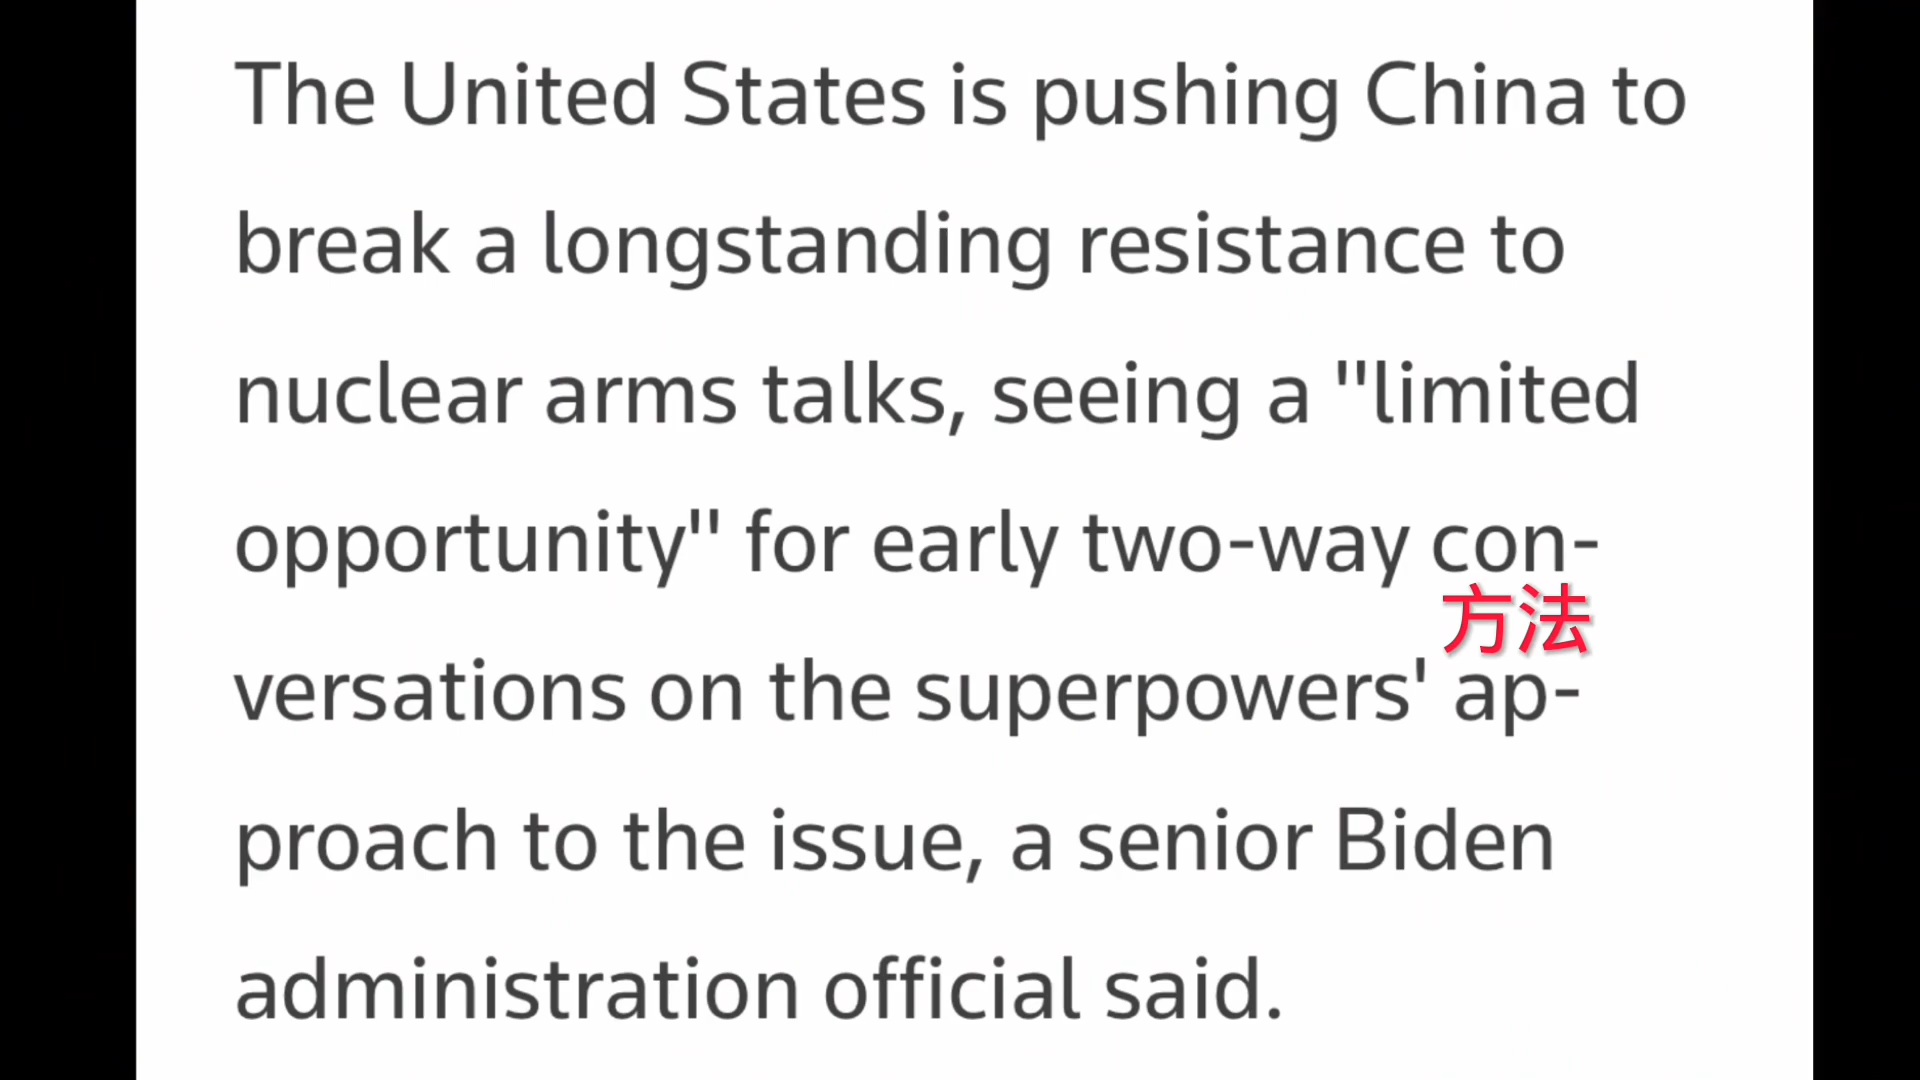 The United States is pushing China to
break a longstanding resistance to
nuclear arms talks, seeing a "limited
opportunity" for early two-way con-
方法
versations on the superpowers' ap-
proach to the issue, a senior Biden
administration official said.